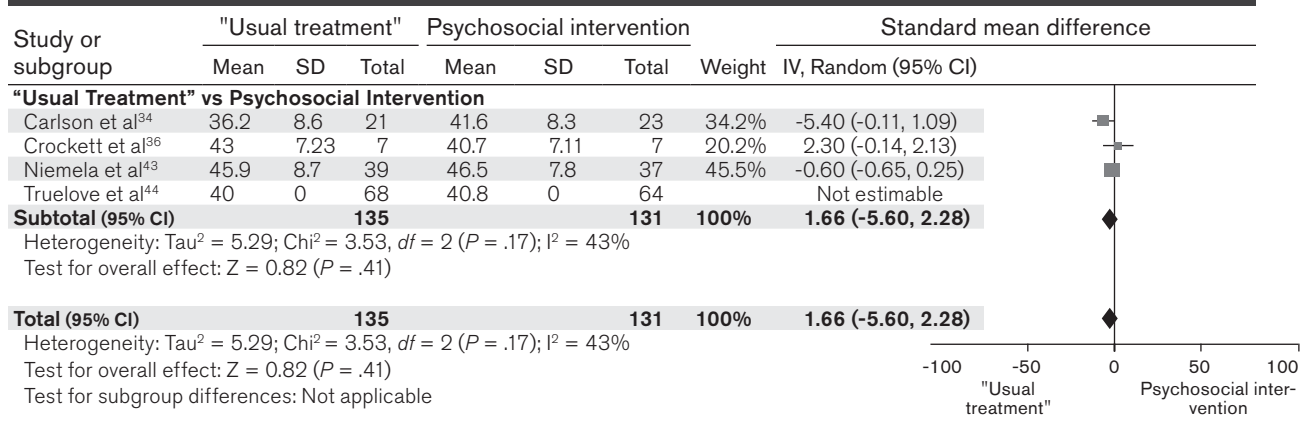 "Usual treatment" Psychosocial intervention Standard mean difference
Study or
subgroup Mean SD Total Mean SD Total Weight IV, Random (95% CI)
“Usual Treatment” vs Psychosocial Intervention
Carlson et al³⁴ 36.2 8.6 21 41.6 8.3 23 34.2% -5.40 (-0.11, 1.09)
Crockett et al³⁶ 43 7.23 7 40.7 7.11 7 20.2% 2.30 (-0.14, 2.13)
Niemela et al⁴³ 45.9 8.7 39 46.5 7.8 37 45.5% -0.60 (-0.65, 0.25)
Truelove et al⁴⁴ 40 0 68 40.8 0 64 Not estimable
Subtotal (95% CI) 135 131 100% 1.66 (-5.60, 2.28)
Heterogeneity: Tau² = 5.29; Chi² = 3.53, df = 2 (P = .17); I² = 43%
Test for overall effect: Z = 0.82 (P = .41)
Total (95% CI) 135 131 100% 1.66 (-5.60, 2.28)
Heterogeneity: Tau² = 5.29; Chi² = 3.53, df = 2 (P = .17); I² = 43%
Test for overall effect: Z = 0.82 (P = .41)
Test for subgroup differences: Not applicable
-100 -50 0 50 100
"Usual Psychosocial inter-
treatment" vention